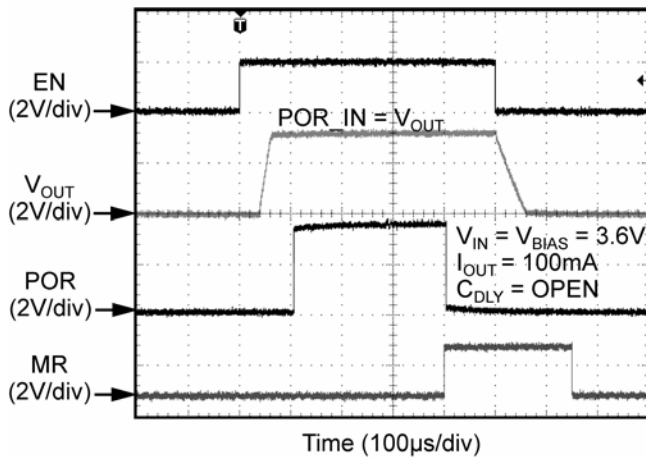 T
EN
(2V/div)
POR_IN = VOUT
VOUT
(2V/div)
VIN = VBIAS = 3.6V
IOUT = 100mA
CDLY = OPEN
POR
(2V/div)
MR
(2V/div)
Time (100µs/div)